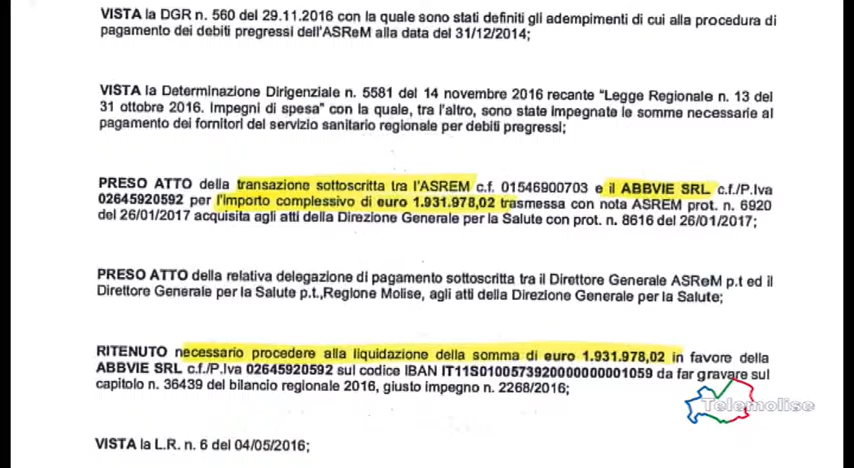 VISTA la DGR n. 560 del 29.11.2016 con la quale sono stati definiti gli adempimenti di cui alla procedura di
pagamento dei debiti pregressi dell'ASReM alla data del 31/12/2014;
VISTA la Determinazione Dirigenziale n. 5581 del 14 novembre 2016 recante "Legge Regionale n. 13 del
31 ottobre 2016. Impegni di spesa" con la quale, tra l'altro, sono state impegnate le somme necessarie al
pagamento dei fornitori del servizio sanitario regionale per debiti pregressi;
PRESO ATTO della transazione sottoscritta tra l'ASREM c.f. 01546900703 e il ABBVIE SRL c.f./P.Iva
02645920592 per l'importo complessivo di euro 1.931.978,02 trasmessa con nota ASREM prot. n. 6920
del 26/01/2017 acquisita agli atti della Direzione Generale per la Salute con prot. n. 8616 del 26/01/2017;
PRESO ATTO della relativa delegazione di pagamento sottoscritta tra il Direttore Generale ASReM p.t ed il
Direttore Generale per la Salute p.t.,Regione Molise, agli atti della Direzione Generale per la Salute;
RITENUTO necessario procedere alla liquidazione della somma di euro 1.931.978,02 in favore della
ABBVIE SRL c.f./P.Iva 02645920592 sul codice IBAN IT11S0100573920000000001059 da far gravare sul
capitolo n. 36439 del bilancio regionale 2016, giusto impegno n. 2268/2016;
Telemolise
VISTA la L.R. n. 6 del 04/05/2016;